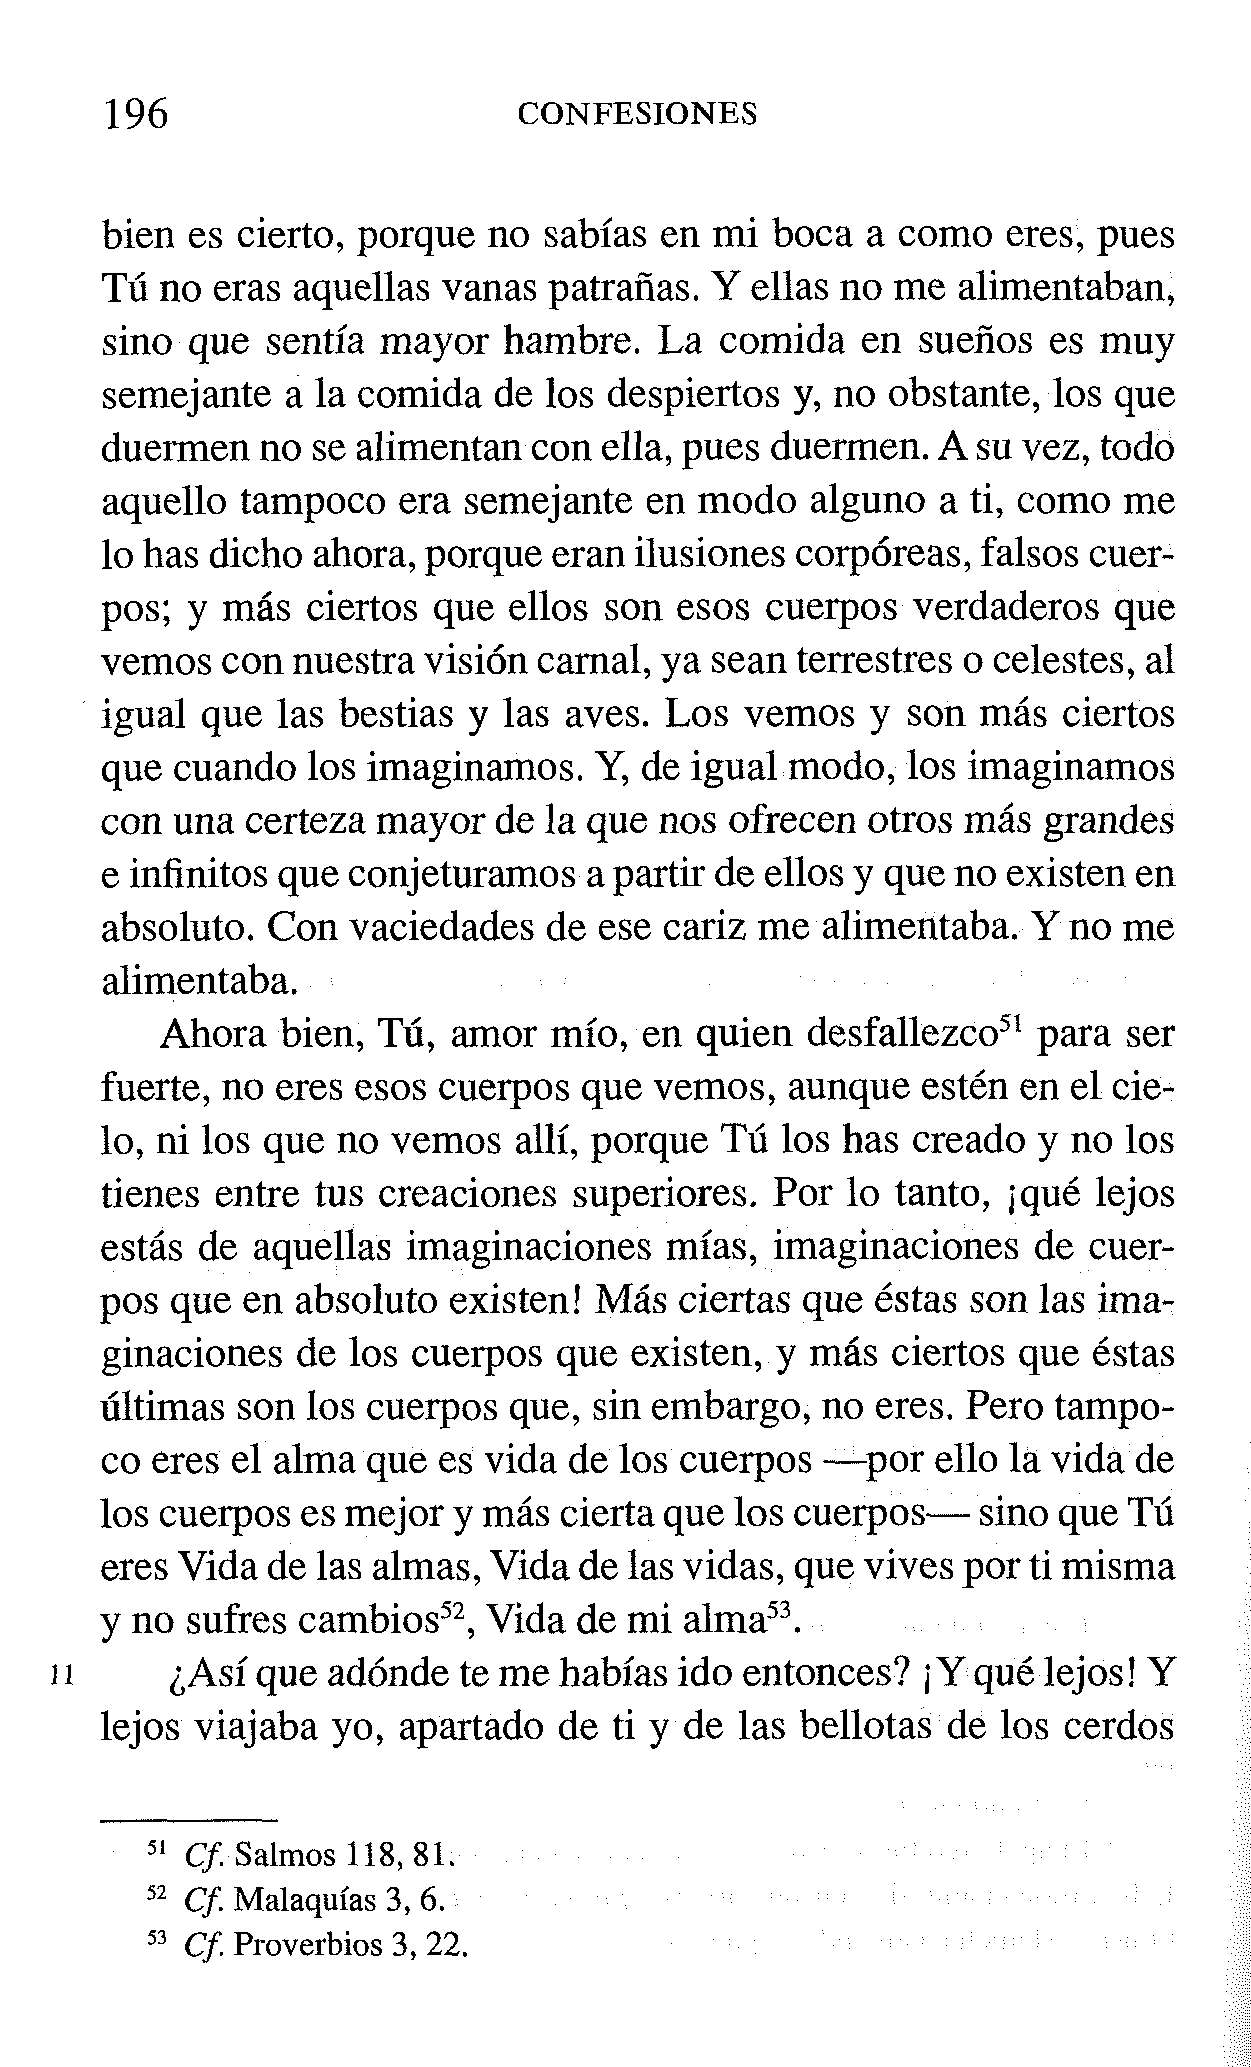 196 CONFESIONES
bien es cierto, porque no sabías en mi boca a como eres, pues
Tú no eras aquellas vanas patrañas. Y ellas no me alimentaban,
sino que sentía mayor hambre. La comida en sueños es muy
semejante a la comida de los despiertos y, no obstante, los que
duermen no se alimentan con ella, pues duermen. A su vez, todo
aquello tampoco era semejante en modo alguno a ti, como me
lo has dicho ahora, porque eran ilusiones corpóreas, falsos cuer-
pos; y más ciertos que ellos son esos cuerpos verdaderos que
vemos con nuestra visión carnal, ya sean terrestres o celestes, al
igual que las bestias y las aves. Los vemos y son más ciertos
que cuando los imaginamos. Y, de igual modo, los imaginamos
con una certeza mayor de la que nos ofrecen otros más grandes
e infinitos que conjeturamos a partir de ellos y que no existen en
absoluto. Con vaciedades de ese cariz me alimentaba. Y no me
alimentaba.
Ahora bien, Tú, amor mío, en quien desfallezco⁵¹ para ser
fuerte, no eres esos cuerpos que vemos, aunque estén en el cie-
lo, ni los que no vemos allí, porque Tú los has creado y no los
tienes entre tus creaciones superiores. Por lo tanto, ¡qué lejos
estás de aquellas imaginaciones mías, imaginaciones de cuer-
pos que en absoluto existen! Más ciertas que éstas son las ima-
ginaciones de los cuerpos que existen, y más ciertos que éstas
últimas son los cuerpos que, sin embargo, no eres. Pero tampo-
co eres el alma que es vida de los cuerpos —por ello la vida de
los cuerpos es mejor y más cierta que los cuerpos— sino que Tú
eres Vida de las almas, Vida de las vidas, que vives por ti misma
y no sufres cambios⁵², Vida de mi alma⁵³.
11 ¿Así que adónde te me habías ido entonces? ¡Y qué lejos! Y
lejos viajaba yo, apartado de ti y de las bellotas de los cerdos
⁵¹ Cf. Salmos 118, 81.
⁵² Cf. Malaquías 3, 6.
⁵³ Cf. Proverbios 3, 22.